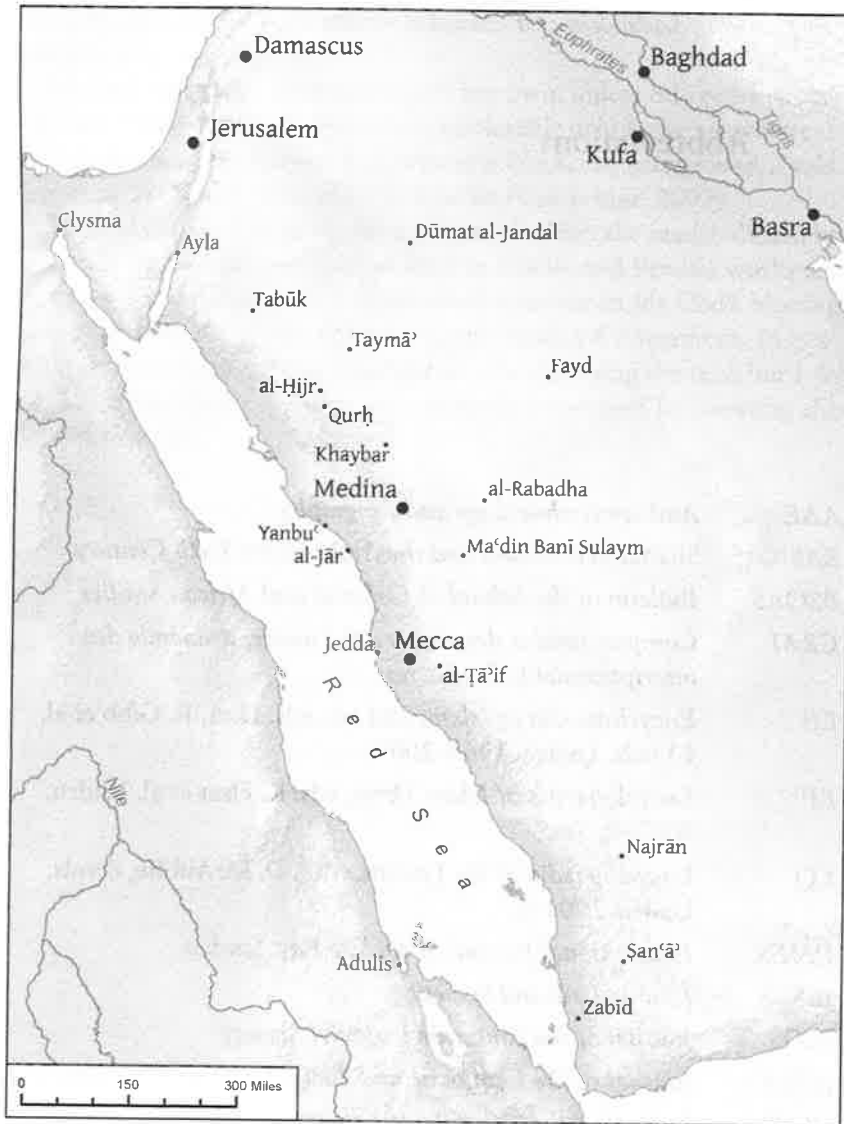 Damascus
Euphrates
Baghdad
Tigris
Jerusalem
Kufa
Clysma
Ayla
Dūmat al-Jandal
Basra
Tabūk
Taymāʾ
Fayd
al-Ḥijr
Qurḥ
Khaybar
Medina
al-Rabadha
Yanbuʿ
al-Jār
Maʿdin Banī Sulaym
Jedda
Mecca
al-Ṭāʾif
Red Sea
Nile
Najrān
Adulis
Ṣanʿāʾ
Zabīd
0 150 300 Miles